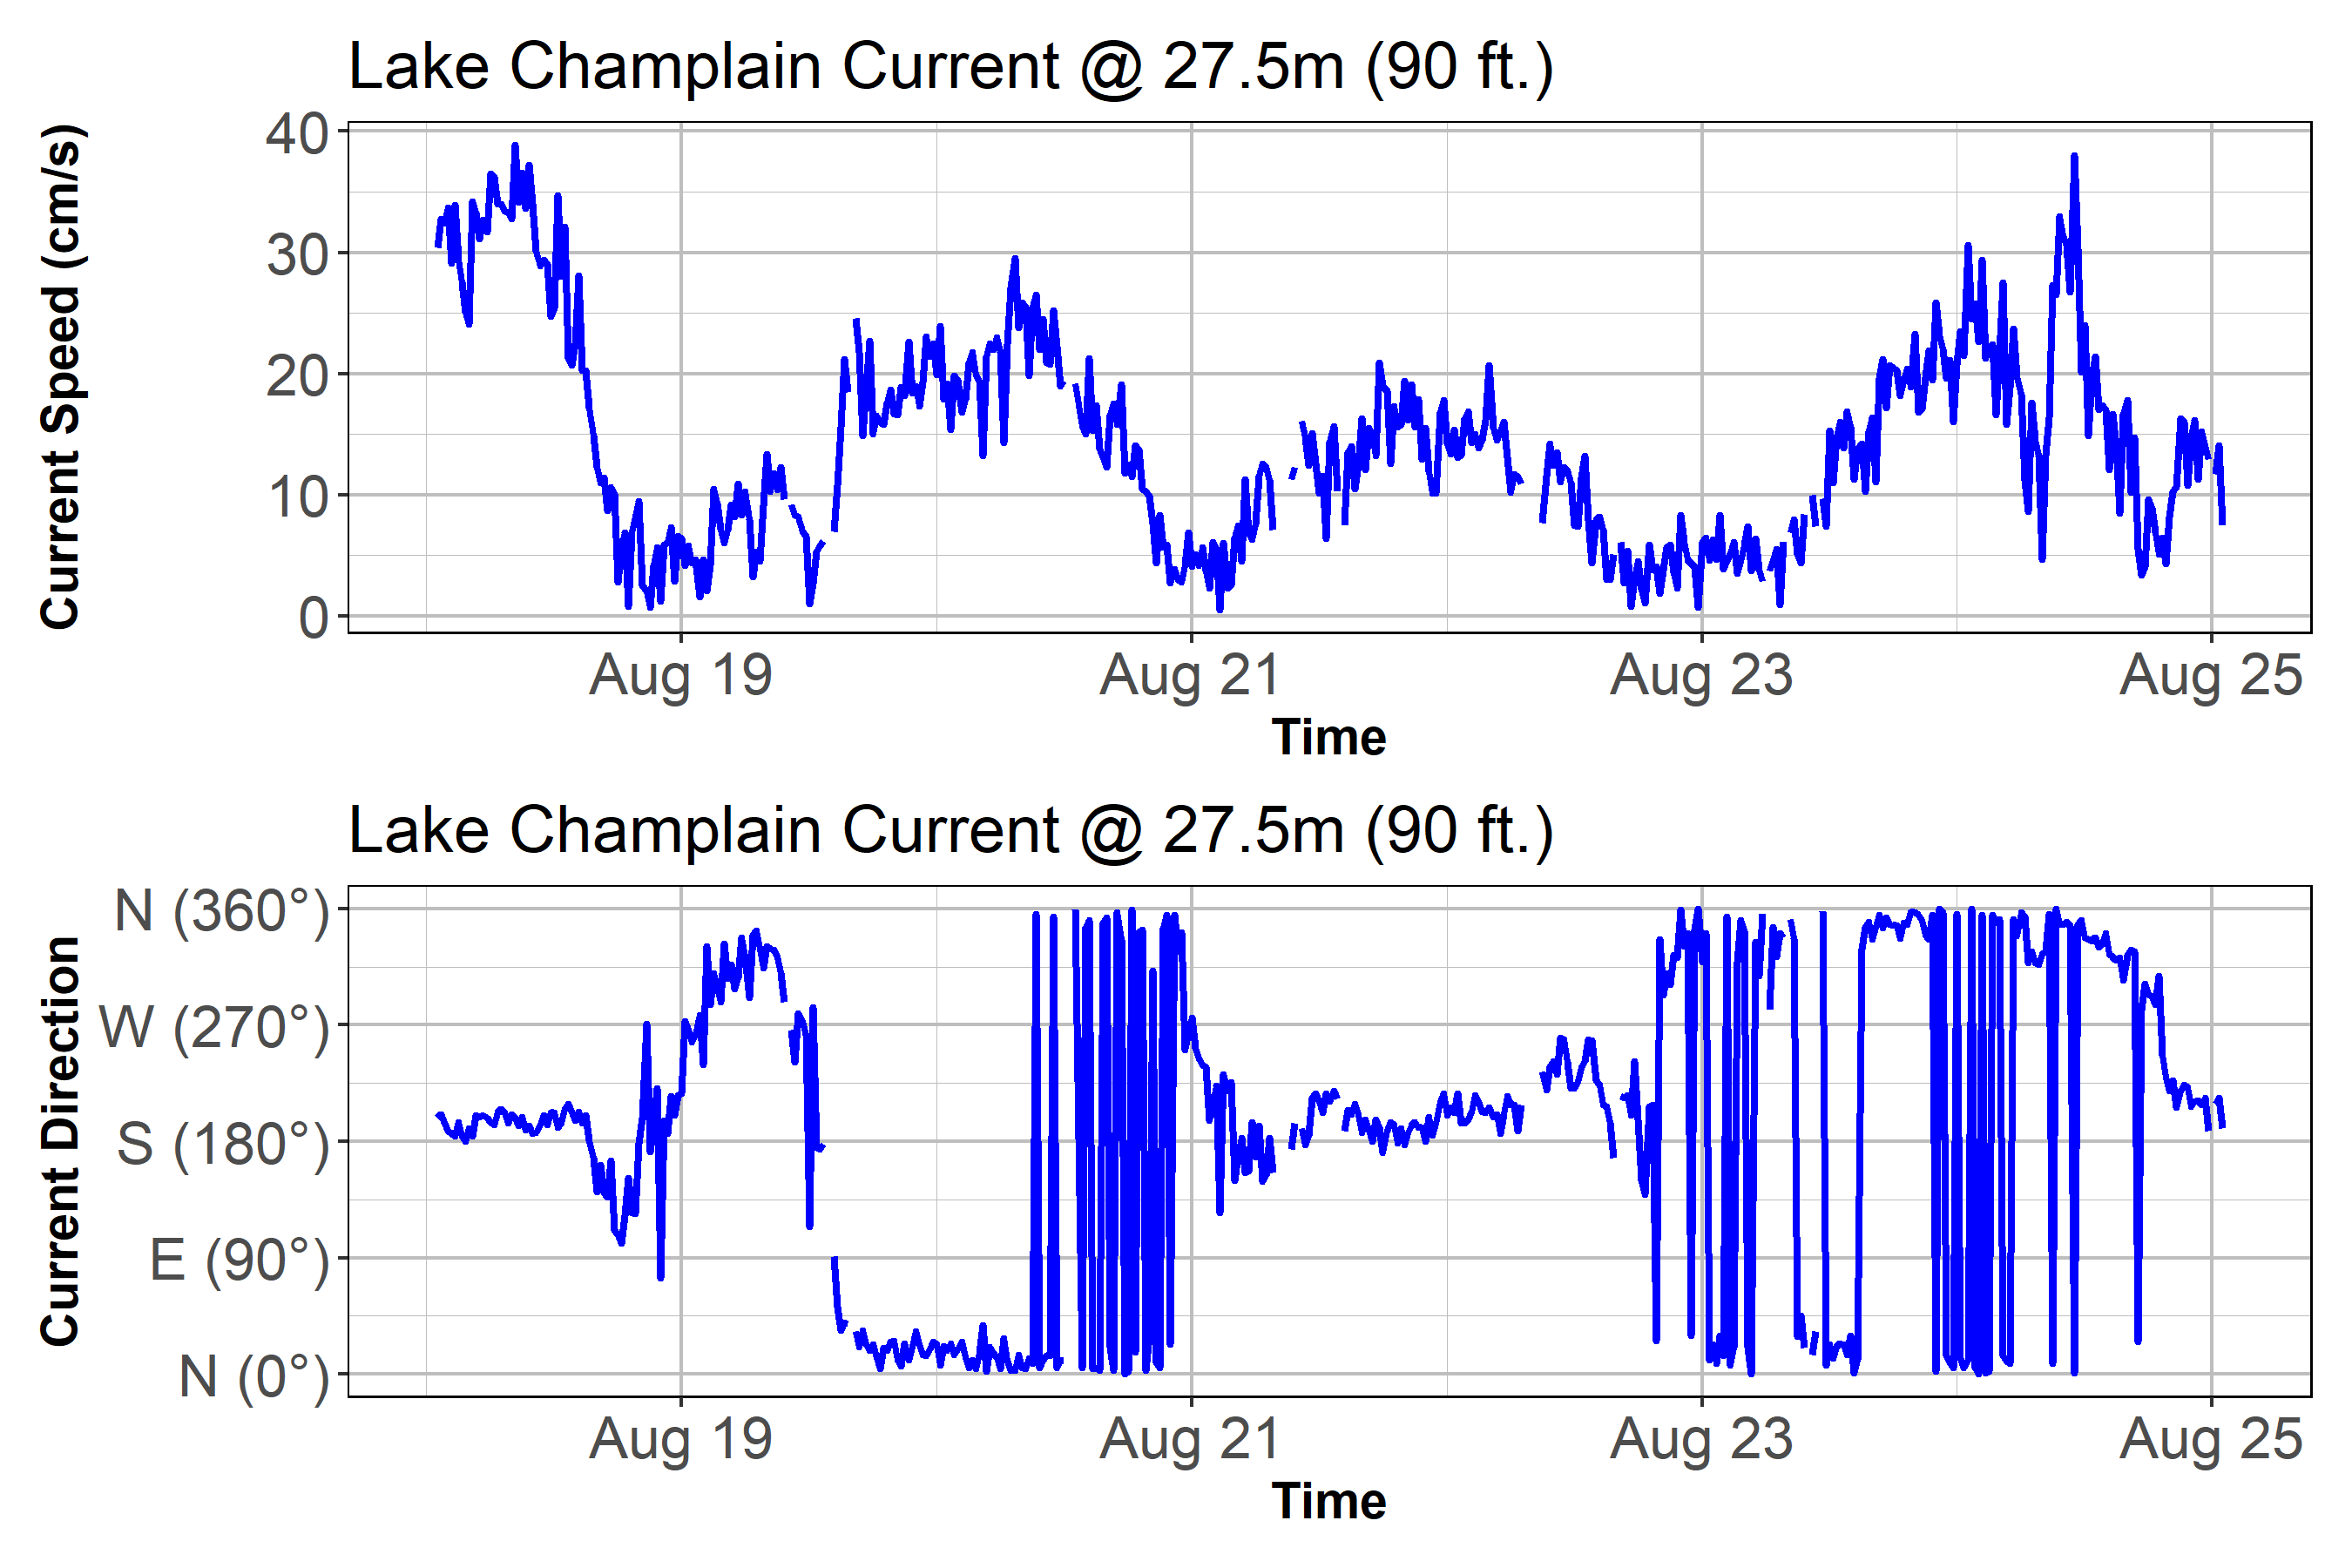 Lake Champlain Current @ 27.5m (90 ft.)
Current Speed (cm/s)
40
30
20
10
0
Aug 19 Aug 21 Aug 23 Aug 25
Time
Lake Champlain Current @ 27.5m (90 ft.)
Current Direction
N (360°)
W (270°)
S (180°)
E (90°)
N (0°)
Aug 19 Aug 21 Aug 23 Aug 25
Time